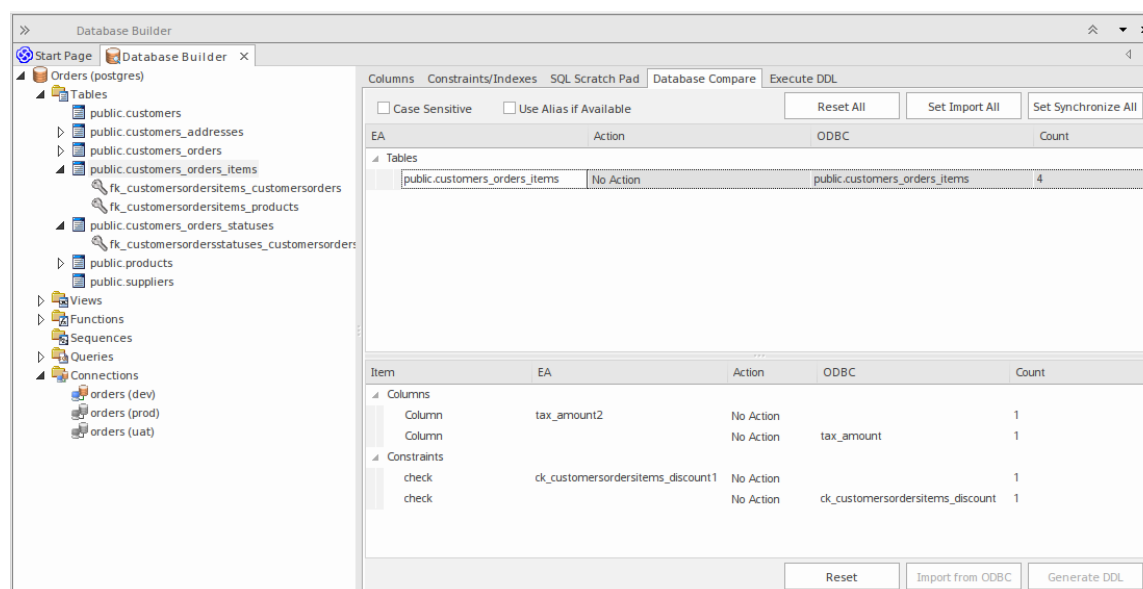 Database Builder
Start Page Database Builder
Orders (postgres)
Tables
public.customers
public.customers_addresses
public.customers_orders
public.customers_orders_items
fk_customersordersitems_customersorders
fk_customersordersitems_products
public.customers_orders_statuses
fk_customersordersstatuses_customersorders
public.products
public.suppliers
Views
Functions
Sequences
Queries
Connections
orders (dev)
orders (prod)
orders (uat)
Columns Constraints/Indexes SQL Scratch Pad Database Compare Execute DDL
Case Sensitive Use Alias if Available Reset All Set Import All Set Synchronize All
EA Action ODBC Count
Tables
public.customers_orders_items No Action public.customers_orders_items 4
Item EA Action ODBC Count
Columns
Column tax_amount2 No Action 1
Column No Action tax_amount 1
Constraints
check ck_customersordersitems_discount1 No Action 1
check No Action ck_customersordersitems_discount 1
Reset Import from ODBC Generate DDL